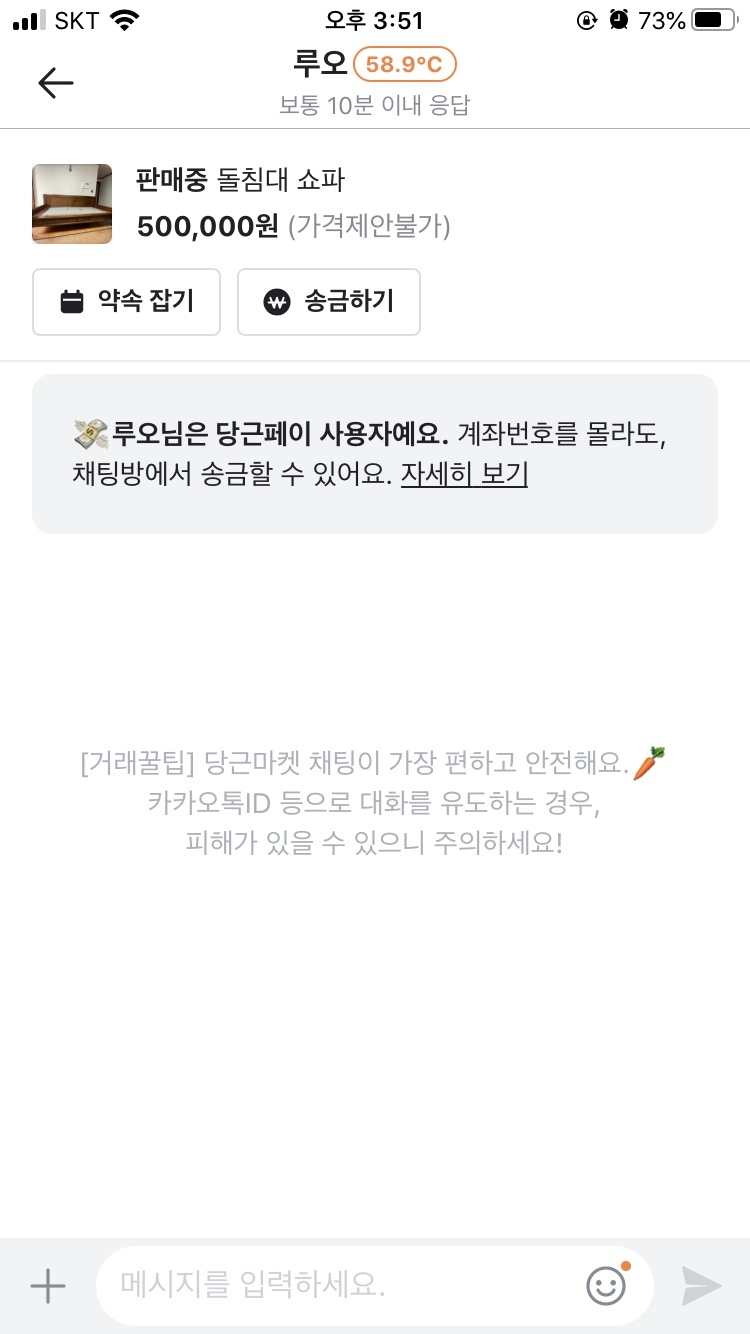 SKT 오후 3:51 73%
루오 58.9°C
보통 10분 이내 응답
판매중 돌침대 쇼파
500,000원 (가격제안불가)
약속 잡기 송금하기
루오님은 당근페이 사용자예요. 계좌번호를 몰라도,
채팅방에서 송금할 수 있어요. 자세히 보기
[거래꿀팁] 당근마켓 채팅이 가장 편하고 안전해요.
카카오톡ID 등으로 대화를 유도하는 경우,
피해가 있을 수 있으니 주의하세요!
메시지를 입력하세요.